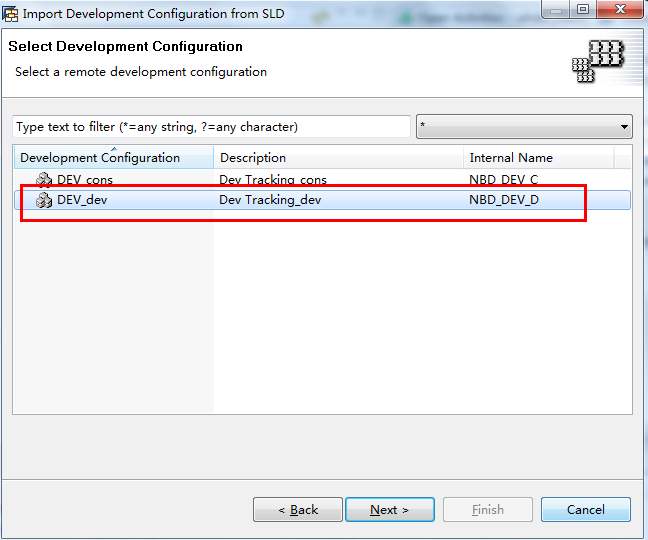 Import Development Configuration from SLD
Select Development Configuration
Select a remote development configuration
Type text to filter (*=any string, ?=any character) *
Development Configuration Description Internal Name
DEV_cons Dev Tracking_cons NBD_DEV_C
DEV_dev Dev Tracking_dev NBD_DEV_D
< Back Next > Finish Cancel